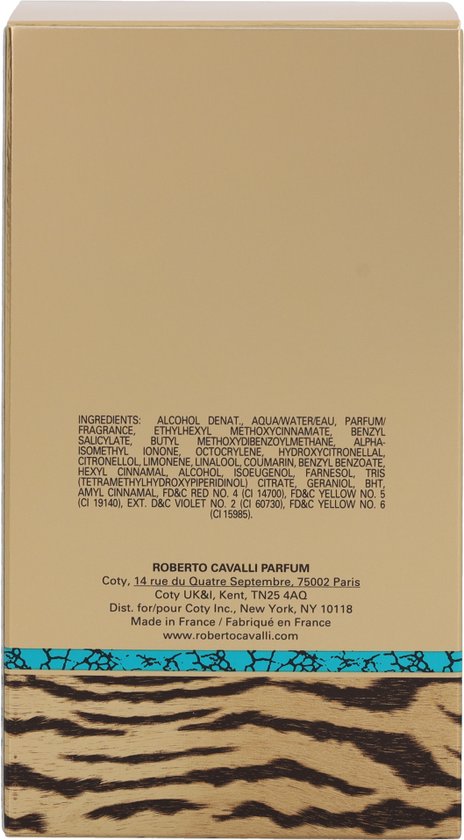 INGREDIENTS: ALCOHOL DENAT., AQUA/WATER/EAU, PARFUM/
FRAGRANCE, ETHYLHEXYL METHOXYCINNAMATE, BENZYL
SALICYLATE, BUTYL METHOXYDIBENZOYLMETHANE, ALPHA-
ISOMETHYL IONONE, OCTOCRYLENE, HYDROXYCITRONELLAL,
CITRONELLOL, LIMONENE, LINALOOL, COUMARIN, BENZYL BENZOATE,
HEXYL CINNAMAL, ALCOHOL, ISOEUGENOL, FARNESOL, TRIS
(TETRAMETHYLHYDROXYPIPERIDINOL) CITRATE, GERANIOL, BHT,
AMYL CINNAMAL, FD&C RED NO. 4 (CI 14700), FD&C YELLOW NO. 5
(CI 19140), EXT. D&C VIOLET NO. 2 (CI 60730), FD&C YELLOW NO. 6
(CI 15985).
ROBERTO CAVALLI PARFUM
Coty, 14 rue du Quatre Septembre, 75002 Paris
Coty UK&I, Kent, TN25 4AQ
Dist. for/pour Coty Inc., New York, NY 10118
Made in France / Fabriqué en France
www.robertocavalli.com